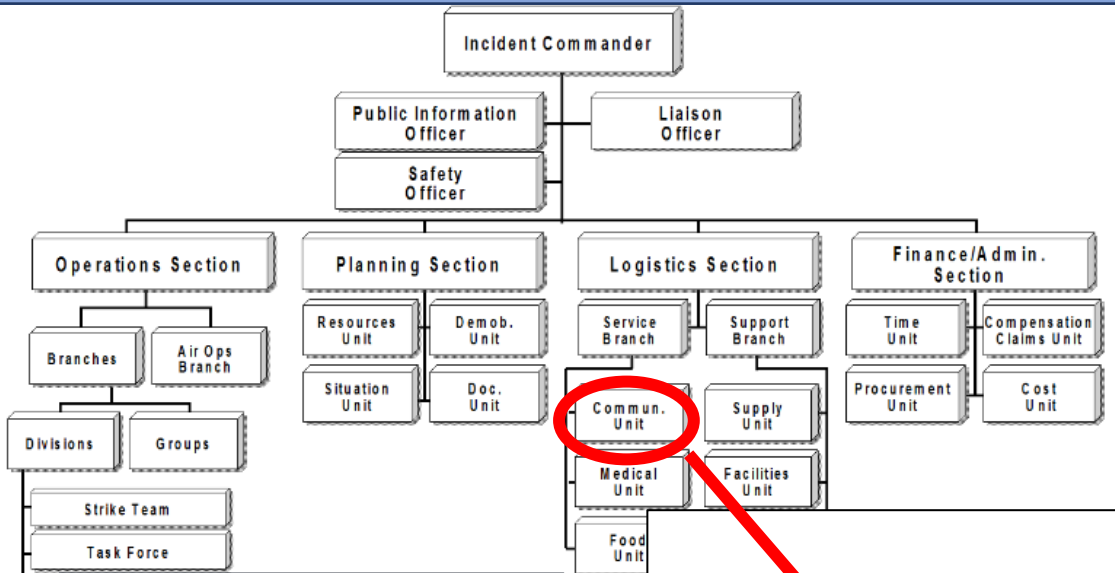 Incident Commander
Public Information
Officer
Liaison
Officer
Safety
Officer
Operations Section
Planning Section
Logistics Section
Finance/Admin.
Section
Branches
Air Ops
Branch
Resources
Unit
Demob.
Unit
Service
Branch
Support
Branch
Time
Unit
Compensation
Claims Unit
Situation
Unit
Doc.
Unit
Commun.
Unit
Supply
Unit
Procurement
Unit
Cost
Unit
Divisions
Groups
Medical
Unit
Facilities
Unit
Strike Team
Task Force
Food
Unit